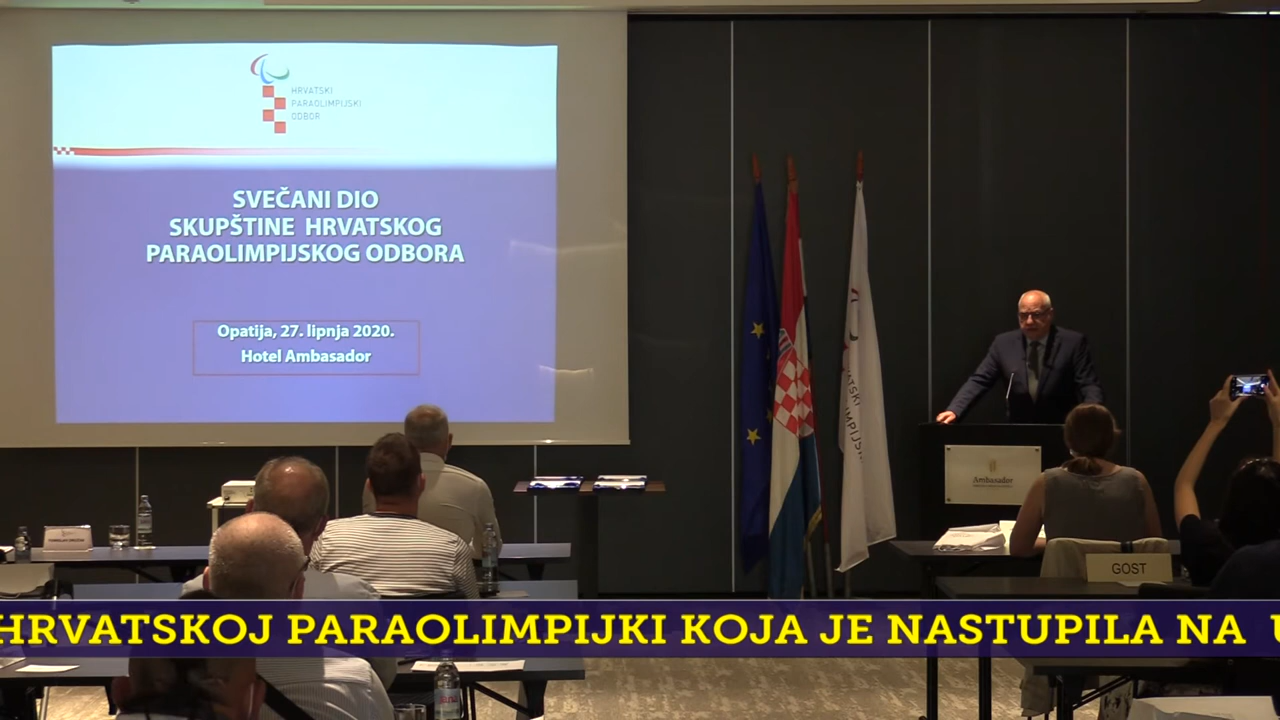 HRVATSKI
PARAOLIMPIJSKI
ODBOR
SVEČANI DIO
SKUPŠTINE HRVATSKOG
PARAOLIMPIJSKOG ODBORA
Opatija, 27. lipnja 2020.
Hotel Ambasador
Ambasador
GOST
HRVATSKOJ PARAOLIMPIJKI KOJA JE NASTUPILA NA